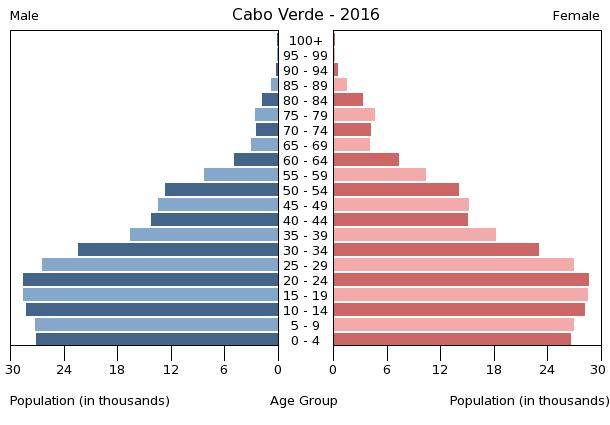 Cabo Verde - 2016
Male
Female
100+
95 - 99
90 - 94
85 - 89
80 - 84
75 - 79
70 - 74
65 - 69
60 - 64
55 - 59
50 - 54
45 - 49
40 - 44
35 - 39
30 - 34
25 - 29
20 - 24
15 - 19
10 - 14
5 - 9
0 - 4
30 24 18 12 6 0 0 6 12 18 24 30
Population (in thousands) Age Group Population (in thousands)